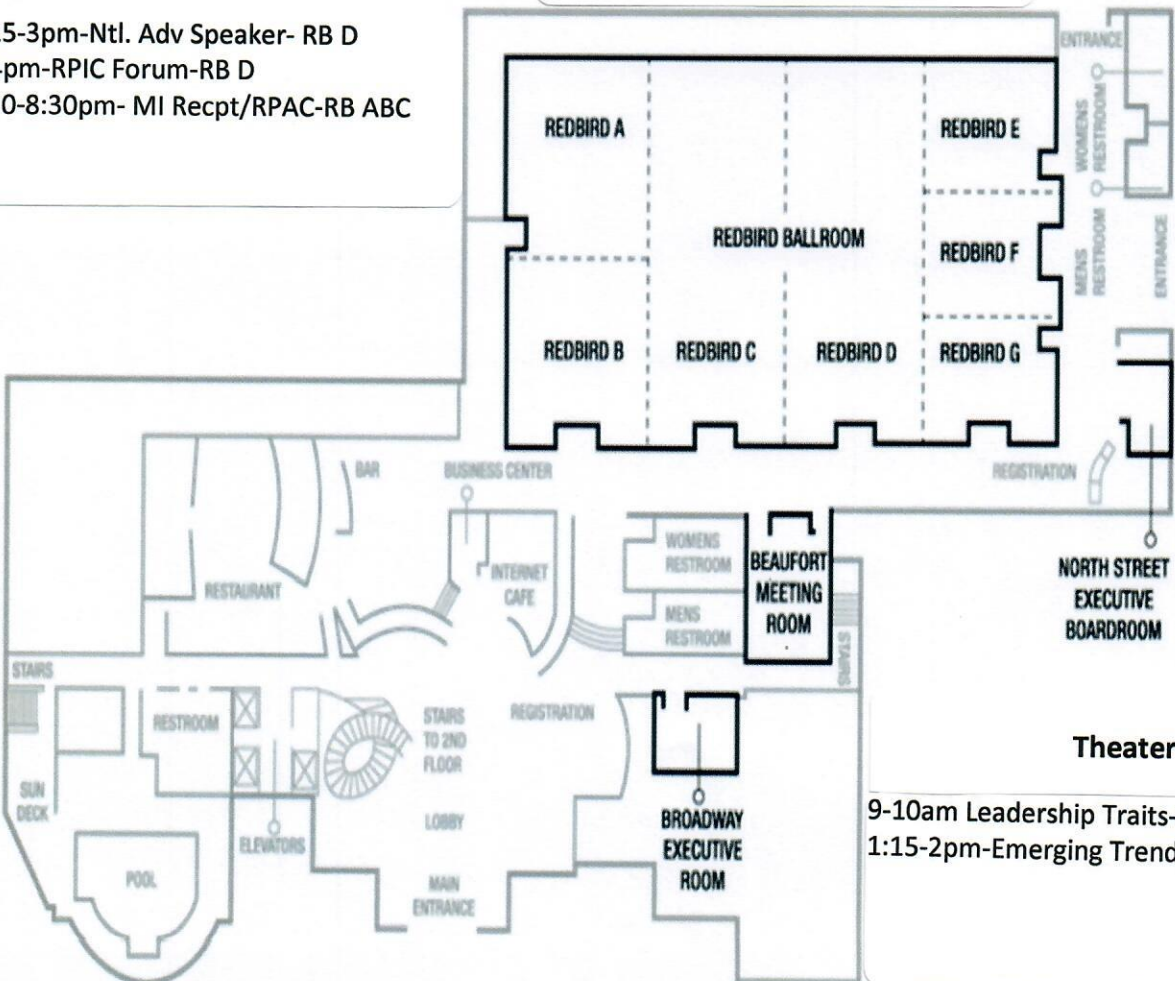 5-3pm-Ntl. Adv Speaker- RB D
pm-RPIC Forum-RB D
0-8:30pm- MI Recpt/RPAC-RB ABC
ENTRANCE
WOMENS
RESTROOM
MENS
RESTROOM
ENTRANCE
REDBIRD A
REDBIRD E
REDBIRD BALLROOM
REDBIRD F
REDBIRD B
REDBIRD C
REDBIRD D
REDBIRD G
BAR
BUSINESS CENTER
REGISTRATION
RESTAURANT
INTERNET
CAFE
WOMENS
RESTROOM
MENS
RESTROOM
BEAUFORT
MEETING
ROOM
STAIRS
NORTH STREET
EXECUTIVE
BOARDROOM
STAIRS
RESTROOM
STAIRS
TO 2ND
FLOOR
REGISTRATION
SUN
DECK
ELEVATORS
LOBBY
POOL
MAIN
ENTRANCE
BROADWAY
EXECUTIVE
ROOM
Theater
9-10am Leadership Traits-
1:15-2pm-Emerging Trend